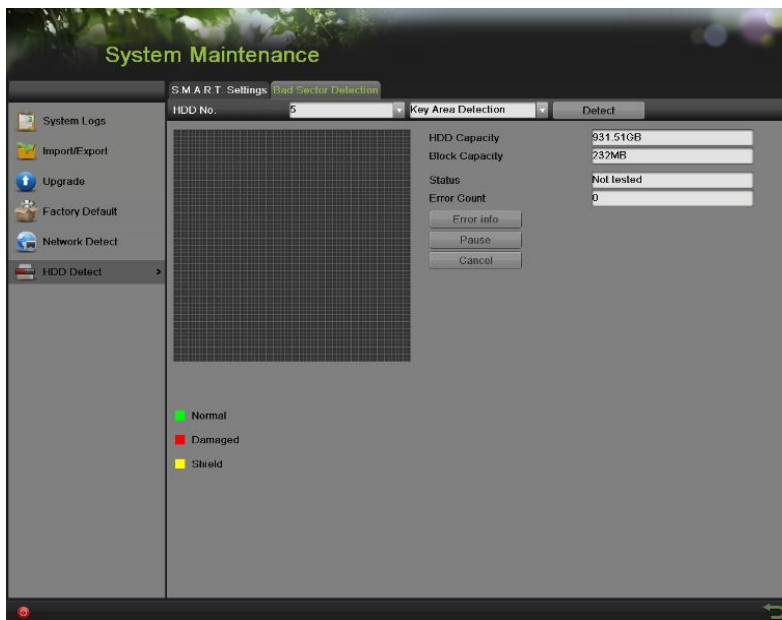 System Maintenance
S.M.A.R.T. Settings Bad Sector Detection
HDD No. 5 Key Area Detection Detect
System Logs
Import/Export
Upgrade
Factory Default
Network Detect
HDD Detect >
HDD Capacity 931.51GB
Block Capacity 232MB
Status Not tested
Error Count 0
Error info
Pause
Cancel
Normal
Damaged
Shield